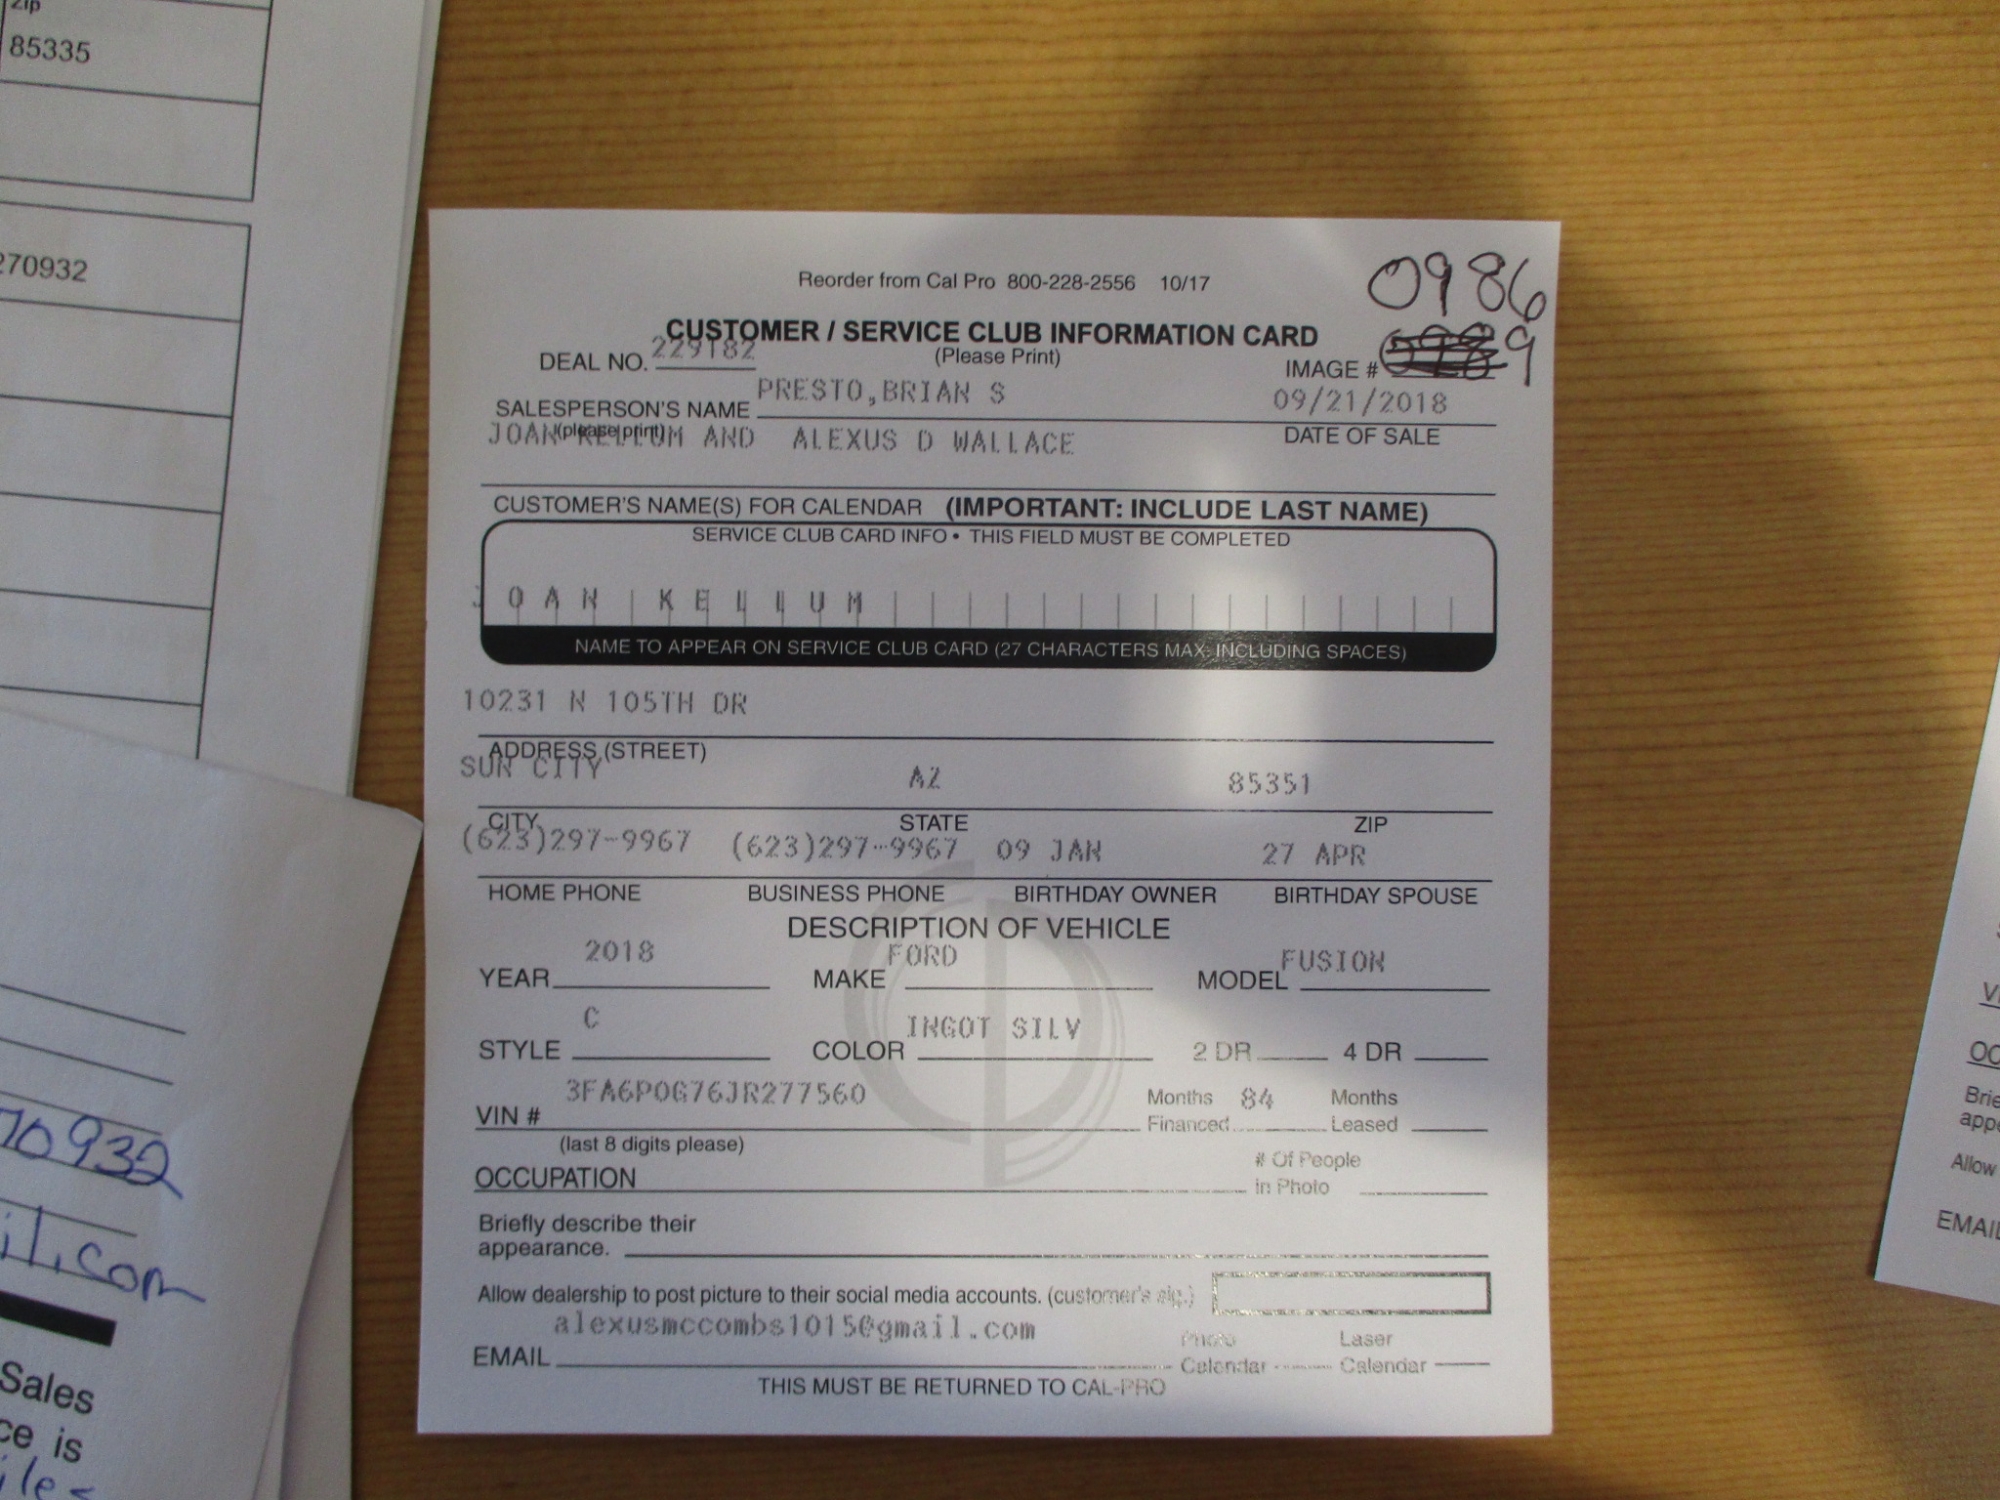 Zip
85335
270932
Reorder from Cal Pro 800-228-2556 10/17
0986
CUSTOMER / SERVICE CLUB INFORMATION CARD
(Please Print)
DEAL NO. 229182
IMAGE # 9
SALESPERSON'S NAME PRESTO,BRIAN S
(please print)
09/21/2018
DATE OF SALE
JOAN KELLUM AND ALEXUS D WALLACE
CUSTOMER'S NAME(S) FOR CALENDAR (IMPORTANT: INCLUDE LAST NAME)
SERVICE CLUB CARD INFO • THIS FIELD MUST BE COMPLETED
JOAN KELLUM
NAME TO APPEAR ON SERVICE CLUB CARD (27 CHARACTERS MAX. INCLUDING SPACES)
10231 N 105TH DR
ADDRESS (STREET)
SUN CITY AZ 85351
CITY STATE ZIP
(623)297-9967 (623)297-9967 09 JAN 27 APR
HOME PHONE BUSINESS PHONE BIRTHDAY OWNER BIRTHDAY SPOUSE
DESCRIPTION OF VEHICLE
YEAR 2018 MAKE FORD MODEL FUSION
STYLE C COLOR INGOT SILV 2 DR 4 DR
VIN # 3FA6P0G76JR277560 Months Financed 84 Months Leased
(last 8 digits please)
OCCUPATION # Of People in Photo
Briefly describe their
appearance.
Allow dealership to post picture to their social media accounts. (customer's sig.)
EMAIL alexusmccombs1015@gmail.com Photo Calendar Laser Calendar
THIS MUST BE RETURNED TO CAL-PRO
70932
il.com
Sales
ce is
iles
Brie
appe
Allow
EMAIL